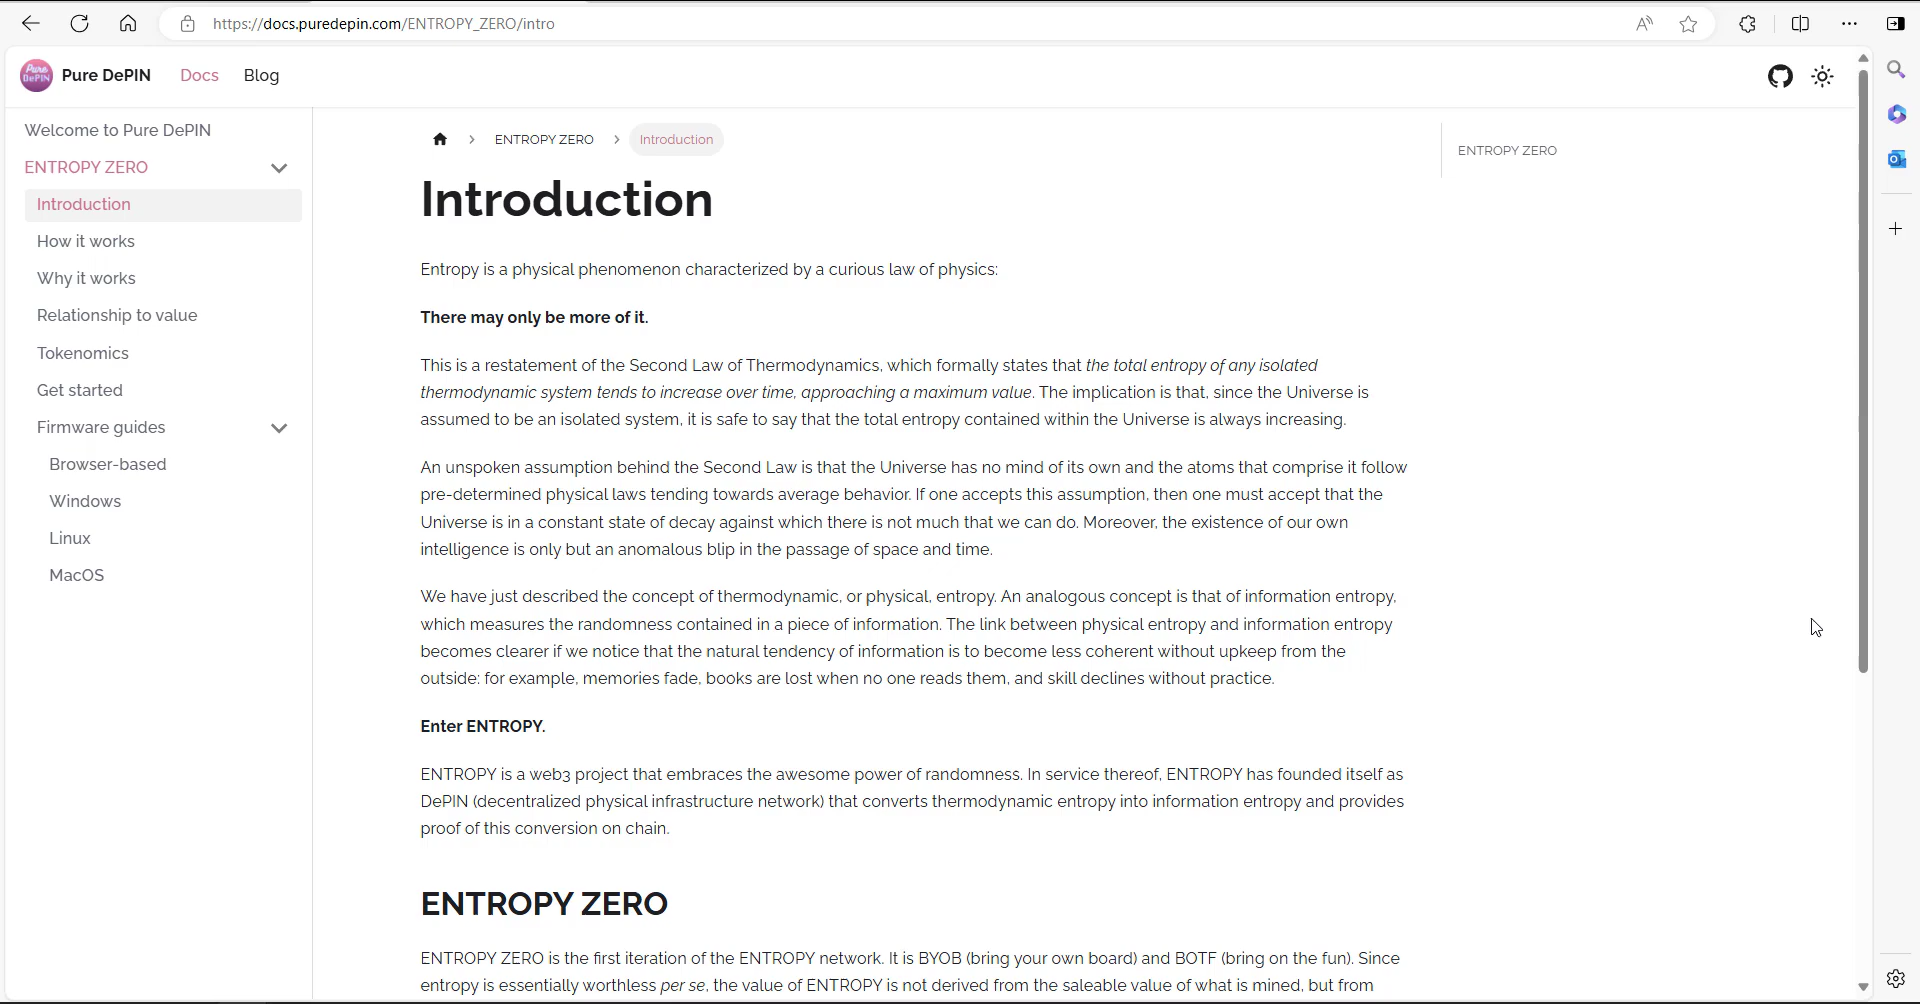 https://docs.puredepin.com/ENTROPY_ZERO/intro
Pure DePIN
Pure DePIN Docs Blog
Welcome to Pure DePIN
ENTROPY ZERO
Introduction
How it works
Why it works
Relationship to value
Tokenomics
Get started
Firmware guides
Browser-based
Windows
Linux
MacOS
ENTROPY ZERO Introduction
Introduction
Entropy is a physical phenomenon characterized by a curious law of physics:
There may only be more of it.
This is a restatement of the Second Law of Thermodynamics, which formally states that the total entropy of any isolated
thermodynamic system tends to increase over time, approaching a maximum value. The implication is that, since the Universe is
assumed to be an isolated system, it is safe to say that the total entropy contained within the Universe is always increasing.
An unspoken assumption behind the Second Law is that the Universe has no mind of its own and the atoms that comprise it follow
pre-determined physical laws tending towards average behavior. If one accepts this assumption, then one must accept that the
Universe is in a constant state of decay against which there is not much that we can do. Moreover, the existence of our own
intelligence is only but an anomalous blip in the passage of space and time.
We have just described the concept of thermodynamic, or physical, entropy. An analogous concept is that of information entropy,
which measures the randomness contained in a piece of information. The link between physical entropy and information entropy
becomes clearer if we notice that the natural tendency of information is to become less coherent without upkeep from the
outside: for example, memories fade, books are lost when no one reads them, and skill declines without practice.
Enter ENTROPY.
ENTROPY is a web3 project that embraces the awesome power of randomness. In service thereof, ENTROPY has founded itself as
DePIN (decentralized physical infrastructure network) that converts thermodynamic entropy into information entropy and provides
proof of this conversion on chain.
ENTROPY ZERO
ENTROPY ZERO is the first iteration of the ENTROPY network. It is BYOB (bring your own board) and BOTF (bring on the fun). Since
entropy is essentially worthless per se, the value of ENTROPY is not derived from the saleable value of what is mined, but from
ENTROPY ZERO